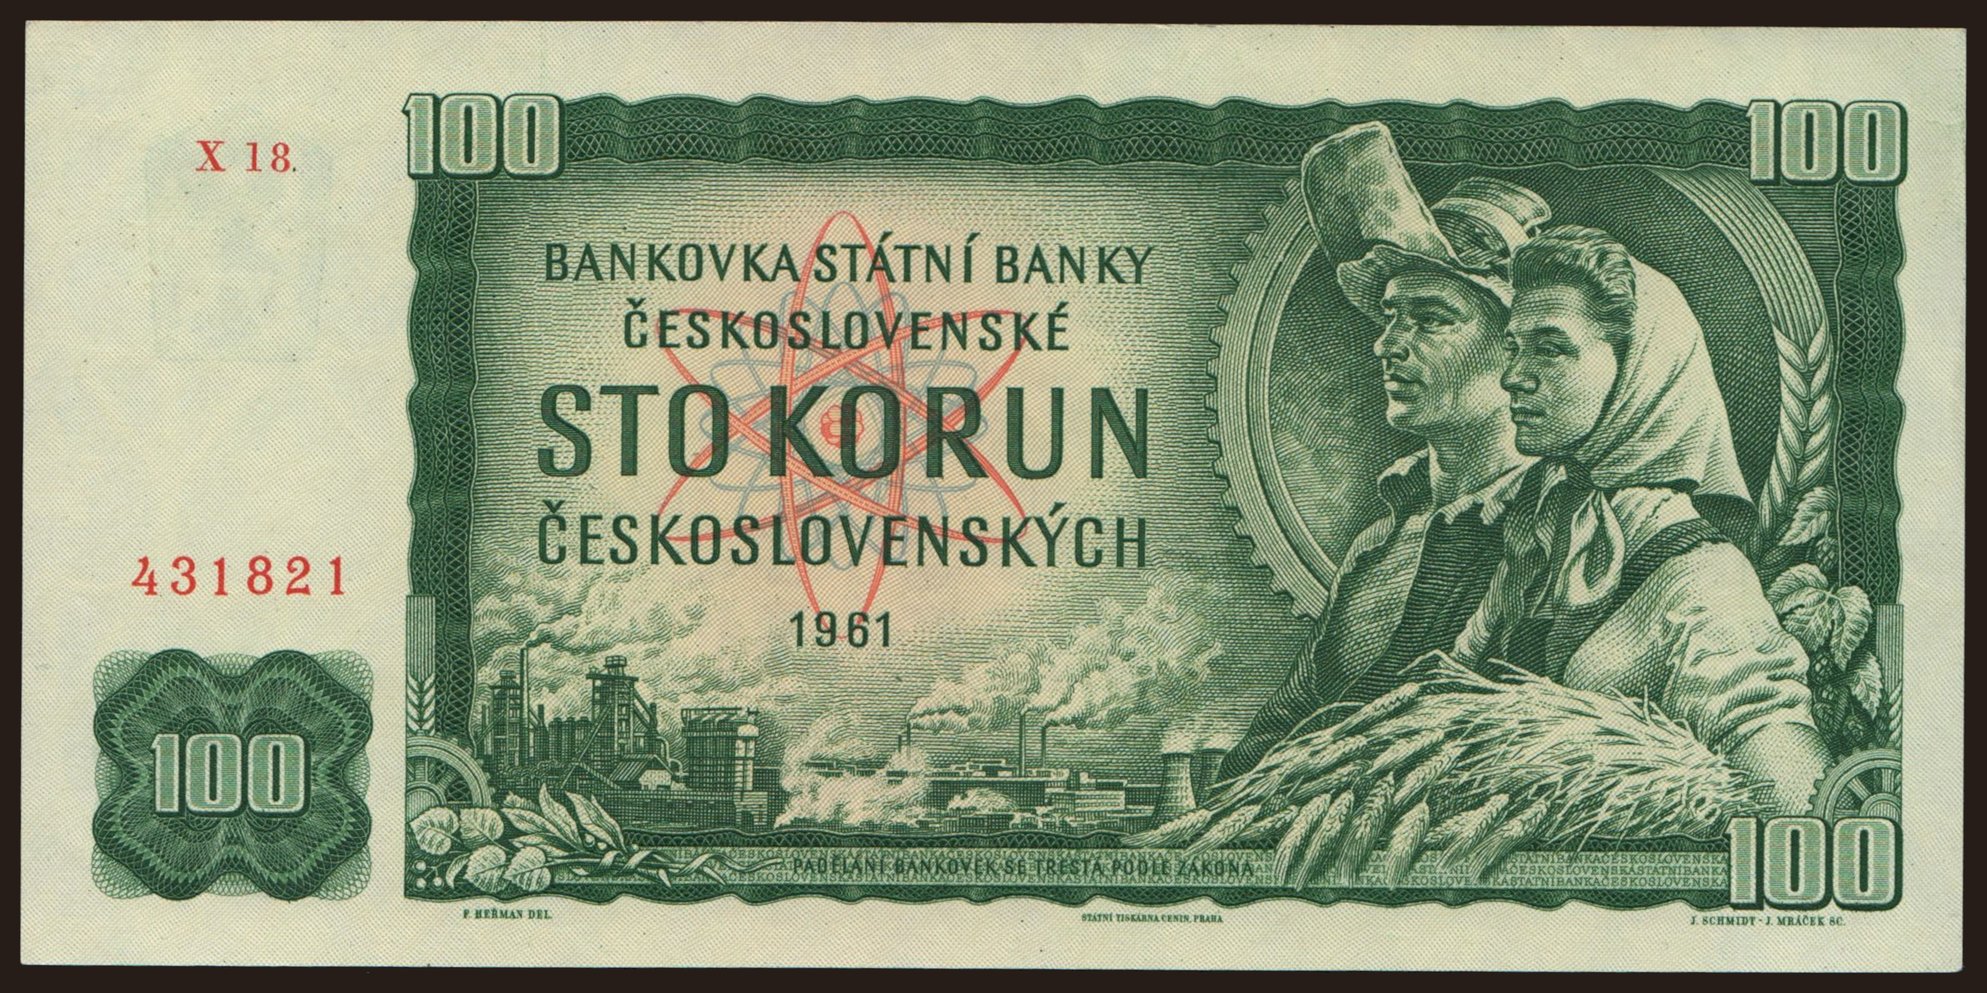 100
100
X 18.
BANKOVKA STÁTNÍ BANKY
ČESKOSLOVENSKÉ
STO KORUN
ČESKOSLOVENSKÝCH
431821
1961
100
PADĚLÁNÍ BANKOVEK SE TRESTÁ PODLE ZÁKONA
100
F. HEŘMAN DEL.
STÁTNÍ TISKÁRNA CENIN, PRAHA
J. SCHMIDT - J. MRÁČEK SC.